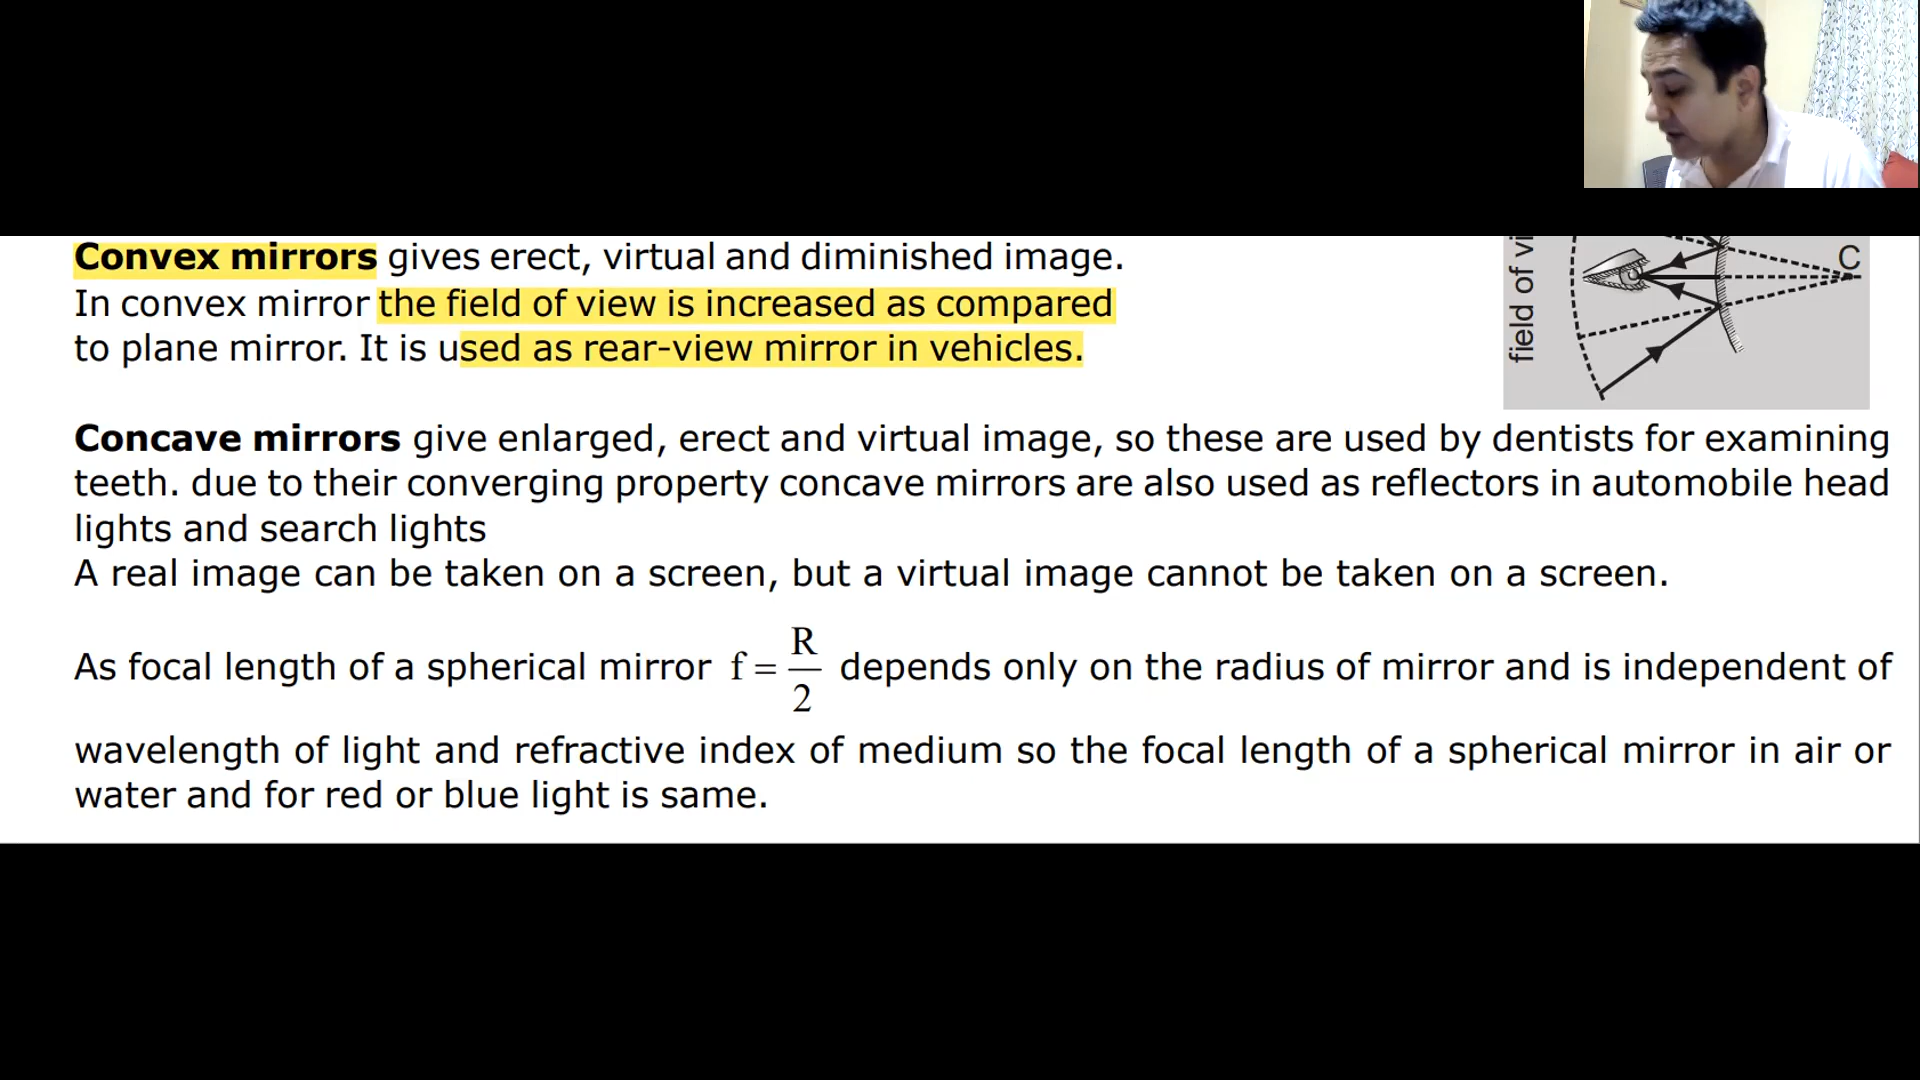 Convex mirrors gives erect, virtual and diminished image.
In convex mirror the field of view is increased as compared
to plane mirror. It is used as rear-view mirror in vehicles.
field of vi
C
Concave mirrors give enlarged, erect and virtual image, so these are used by dentists for examining
teeth. due to their converging property concave mirrors are also used as reflectors in automobile head
lights and search lights
A real image can be taken on a screen, but a virtual image cannot be taken on a screen.
As focal length of a spherical mirror f = R/2 depends only on the radius of mirror and is independent of
wavelength of light and refractive index of medium so the focal length of a spherical mirror in air or
water and for red or blue light is same.